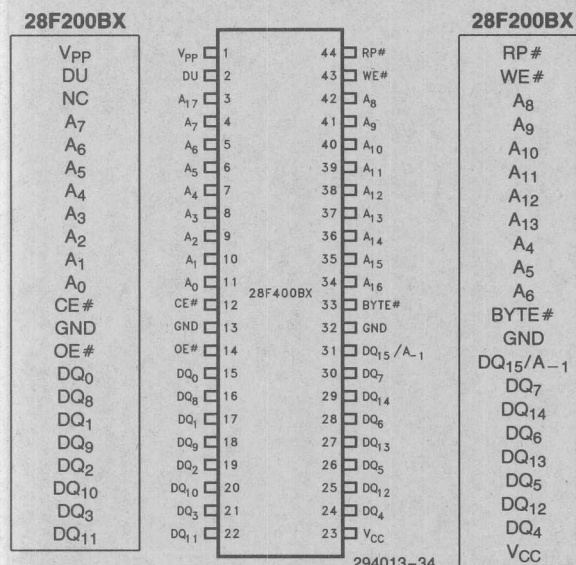 28F200BX
V_PP
DU
NC
A₇
A₆
A₅
A₄
A₃
A₂
A₁
A₀
CE#
GND
OE#
DQ₀
DQ₈
DQ₁
DQ₉
DQ₂
DQ₁₀
DQ₃
DQ₁₁
V_PP 1
DU 2
A₁₇ 3
A₇ 4
A₆ 5
A₅ 6
A₄ 7
A₃ 8
A₂ 9
A₁ 10
A₀ 11
CE# 12
GND 13
OE# 14
DQ₀ 15
DQ₈ 16
DQ₁ 17
DQ₉ 18
DQ₂ 19
DQ₁₀ 20
DQ₃ 21
DQ₁₁ 22
28F400BX
44 RP#
43 WE#
42 A₈
41 A₉
40 A₁₀
39 A₁₁
38 A₁₂
37 A₁₃
36 A₁₄
35 A₁₅
34 A₁₆
33 BYTE#
32 GND
31 DQ₁₅/A₋₁
30 DQ₇
29 DQ₁₄
28 DQ₆
27 DQ₁₃
26 DQ₅
25 DQ₁₂
24 DQ₄
23 V_CC
294013-34
28F200BX
RP#
WE#
A₈
A₉
A₁₀
A₁₁
A₁₂
A₁₃
A₄
A₅
A₆
BYTE#
GND
DQ₁₅/A₋₁
DQ₇
DQ₁₄
DQ₆
DQ₁₃
DQ₅
DQ₁₂
DQ₄
V_CC